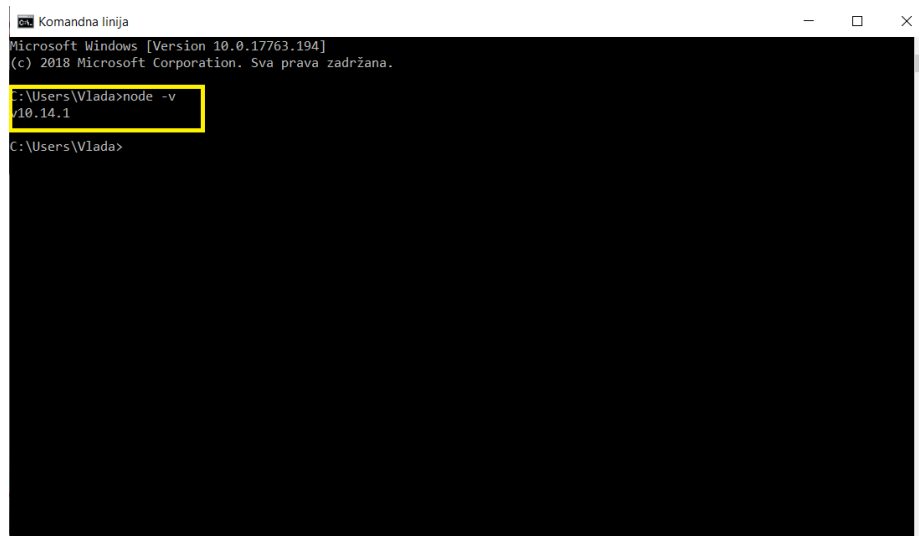 Komandna linija
Microsoft Windows [Version 10.0.17763.194]
(c) 2018 Microsoft Corporation. Sva prava zadržana.
C:\Users\Vlada>node -v
v10.14.1
C:\Users\Vlada>